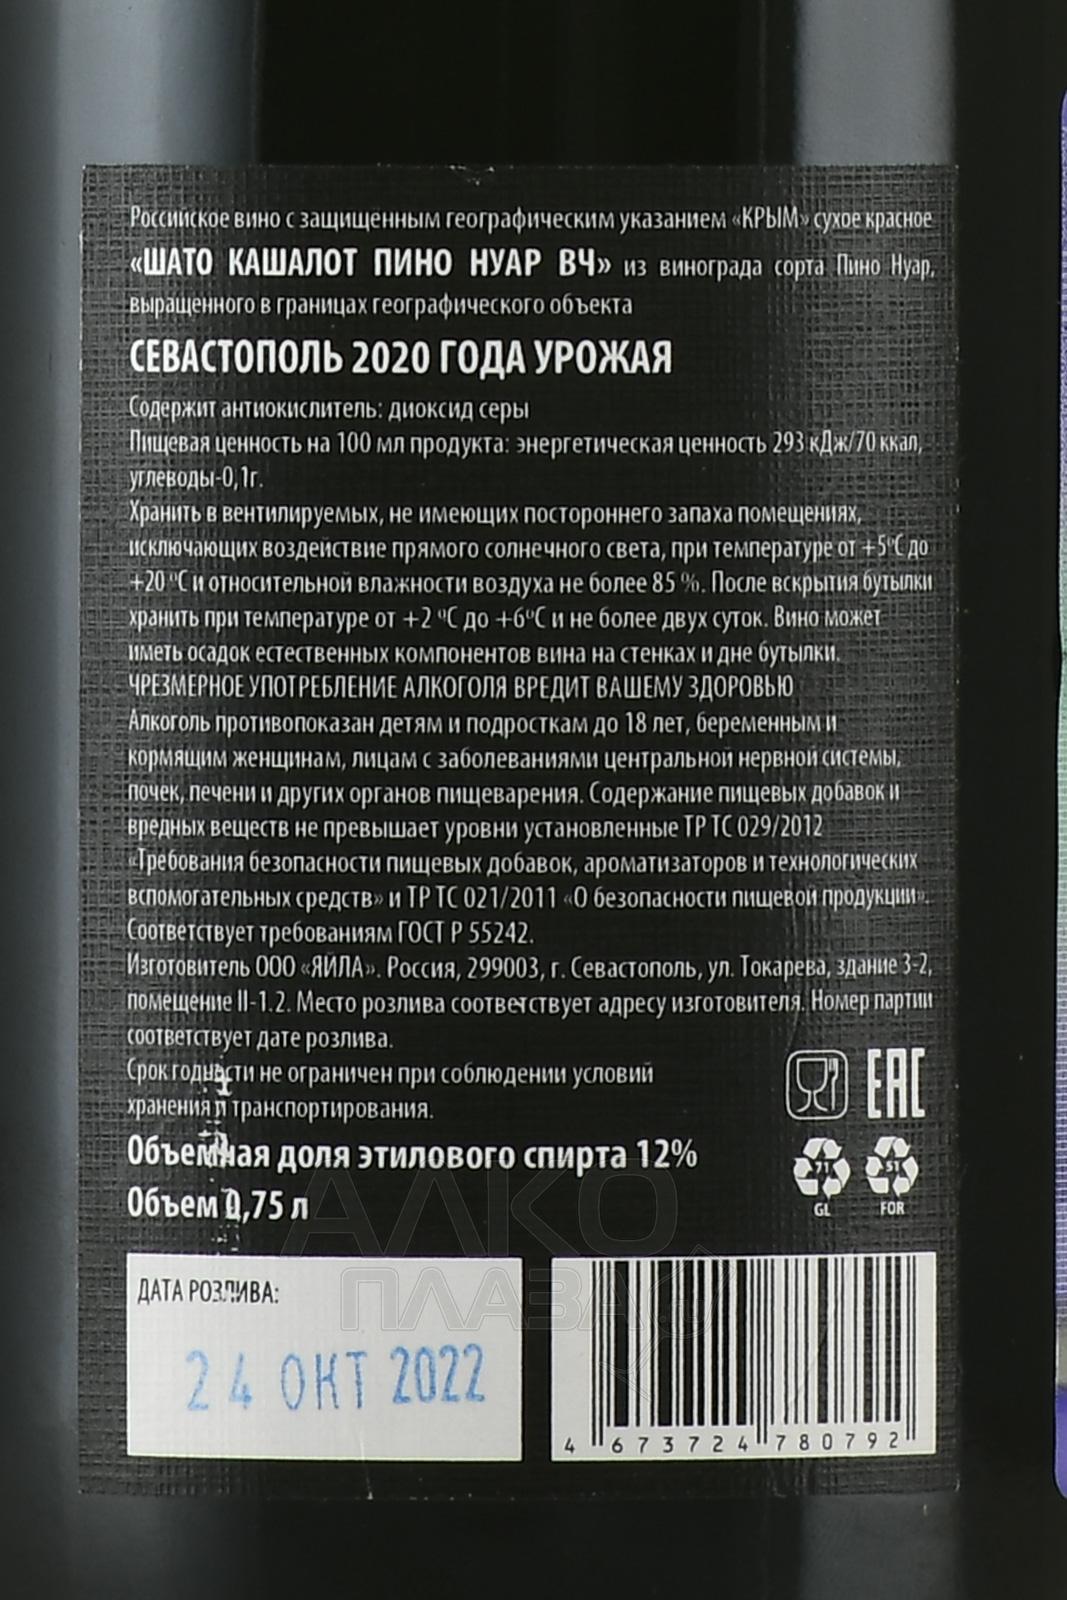 Российское вино с защищённым географическим указанием «КРЫМ» сухое красное
«ШАТО КАШАЛОТ ПИНО НУАР ВЧ» из винограда сорта Пино Нуар,
выращенного в границах географического объекта
СЕВАСТОПОЛЬ 2020 ГОДА УРОЖАЯ
Содержит антиокислитель: диоксид серы
Пищевая ценность на 100 мл продукта: энергетическая ценность 293 кДж/70 ккал,
углеводы-0,1г.
Хранить в вентилируемых, не имеющих постороннего запаха помещениях,
исключающих воздействие прямого солнечного света, при температуре от +5°С до
+20 °С и относительной влажности воздуха не более 85 %. После вскрытия бутылки
хранить при температуре от +2 °С до +6°С и не более двух суток. Вино может
иметь осадок естественных компонентов вина на стенках и дне бутылки.
ЧРЕЗМЕРНОЕ УПОТРЕБЛЕНИЕ АЛКОГОЛЯ ВРЕДИТ ВАШЕМУ ЗДОРОВЬЮ
Алкоголь противопоказан детям и подросткам до 18 лет, беременным и
кормящим женщинам, лицам с заболеваниями центральной нервной системы,
почек, печени и других органов пищеварения. Содержание пищевых добавок и
вредных веществ не превышает уровни установленные ТР ТС 029/2012
«Требования безопасности пищевых добавок, ароматизаторов и технологических
вспомогательных средств» и ТР ТС 021/2011 «О безопасности пищевой продукции».
Соответствует требованиям ГОСТ Р 55242.
Изготовитель ООО «ЯЙЛА». Россия, 299003, г. Севастополь, ул. Токарева, здание 3-2,
помещение II-1.2. Место розлива соответствует адресу изготовителя. Номер партии
соответствует дате розлива.
Срок годности не ограничен при соблюдении условий
хранения и транспортирования.
EAC
Объемная доля этилового спирта 12%
Объем 0,75 л
71 51
GL FOR
ДАТА РОЗЛИВА:
24 ОКТ 2022
4 673724 780792
АЛКО
ПЛАЗА